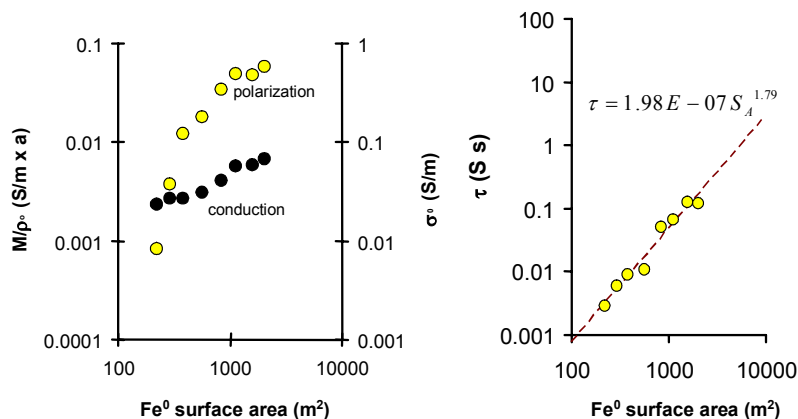 0.1
0.01
0.001
0.0001
M/ρ° (S/m x a)
polarization
conduction
1
0.1
0.01
0.001
σ° (S/m)
100 1000 10000
Fe⁰ surface area (m²)
100
10
1
0.1
0.01
0.001
τ (S s)
τ = 1.98 E − 07 S_A^1.79
100 1000 10000
Fe⁰ surface area (m²)